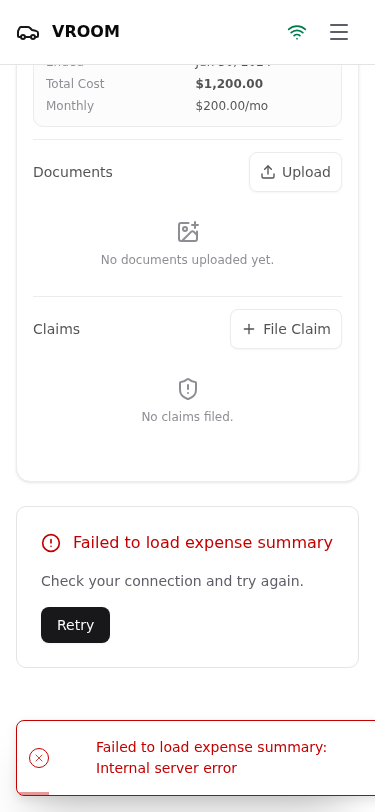 VROOM
Total Cost $1,200.00
Monthly $200.00/mo
Documents Upload
No documents uploaded yet.
Claims File Claim
No claims filed.
Failed to load expense summary
Check your connection and try again.
Retry
Failed to load expense summary:
Internal server error